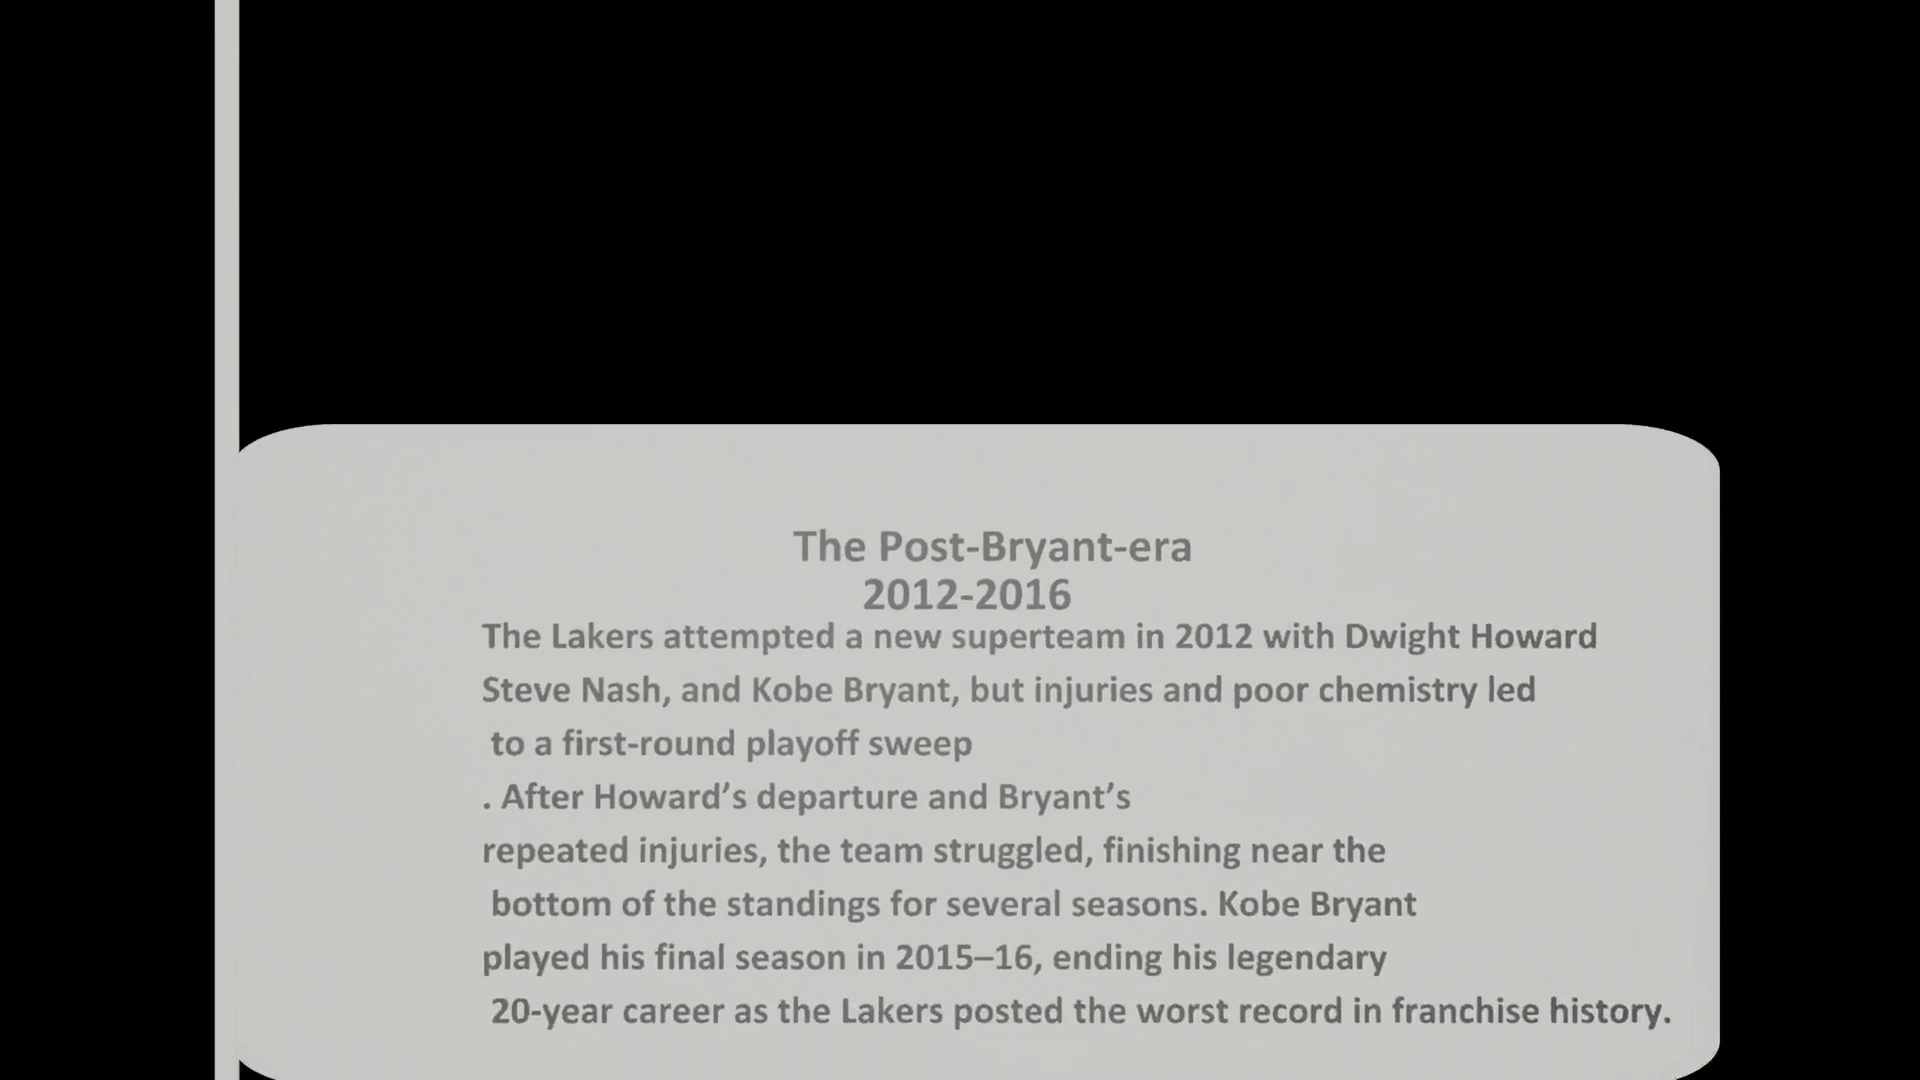 The Post-Bryant-era
2012-2016
The Lakers attempted a new superteam in 2012 with Dwight Howard
Steve Nash, and Kobe Bryant, but injuries and poor chemistry led
to a first-round playoff sweep
. After Howard’s departure and Bryant’s
repeated injuries, the team struggled, finishing near the
bottom of the standings for several seasons. Kobe Bryant
played his final season in 2015–16, ending his legendary
20-year career as the Lakers posted the worst record in franchise history.